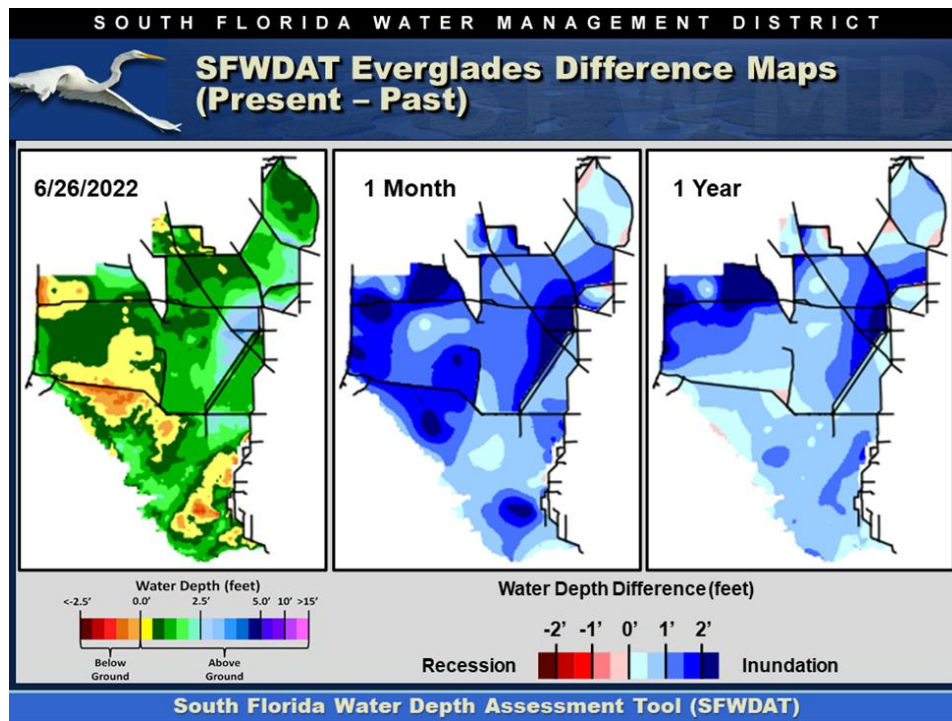 SOUTH FLORIDA WATER MANAGEMENT DISTRICT
SFWDAT Everglades Difference Maps
(Present – Past)
SFWMD
6/26/2022
1 Month
1 Year
Water Depth (feet)
<-2.5' 0.0' 2.5' 5.0' 10' >15'
Below
Ground
Above
Ground
Water Depth Difference (feet)
-2' -1' 0' 1' 2'
Recession
Inundation
South Florida Water Depth Assessment Tool (SFWDAT)